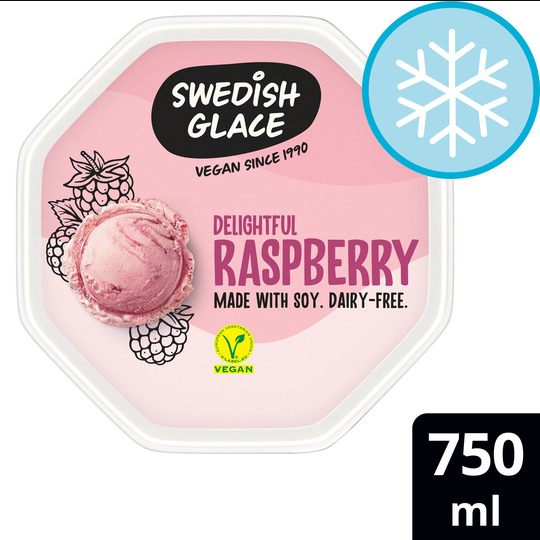 SWEDISH
GLACE
VEGAN SINCE 1990
DELIGHTFUL
RASPBERRY
MADE WITH SOY. DAIRY-FREE.
VEGAN
750
ml